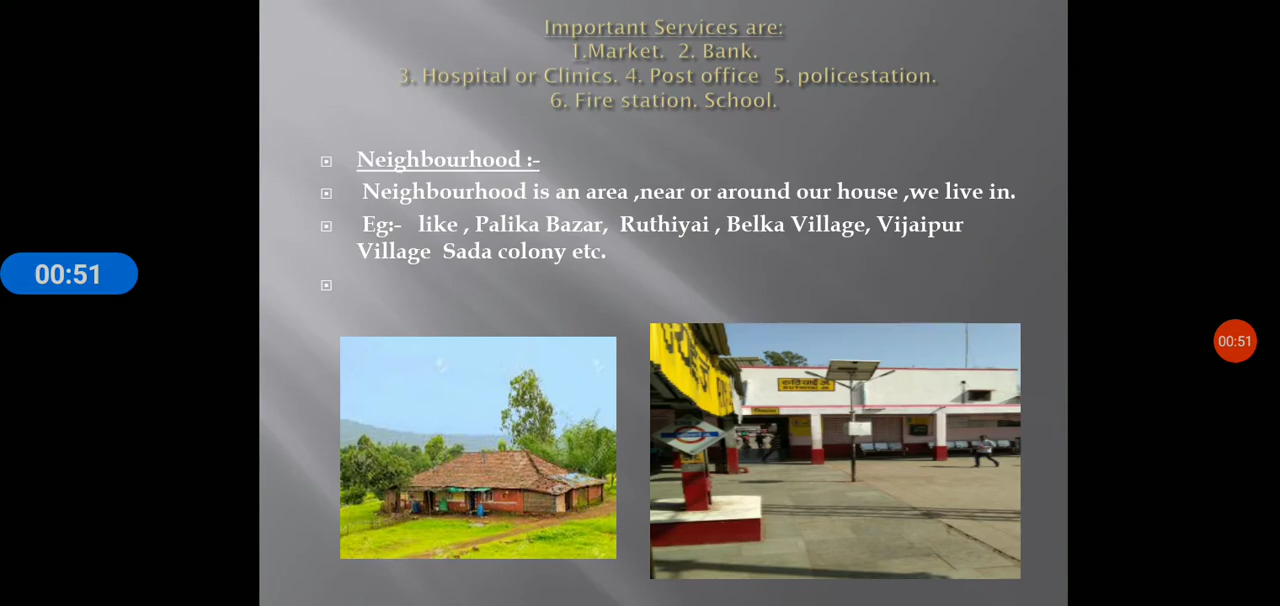 Important Services are:
1.Market. 2. Bank.
3. Hospital or Clinics. 4. Post office 5. policestation.
6. Fire station. School.
Neighbourhood :-
Neighbourhood is an area ,near or around our house ,we live in.
Eg:- like , Palika Bazar, Ruthiyai , Belka Village, Vijaipur
Village Sada colony etc.
00:51
00:51